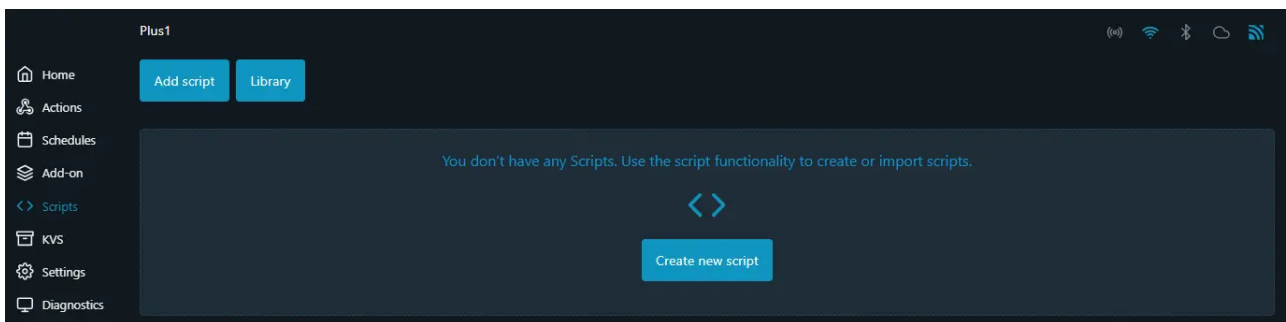 Plus1
Home
Actions
Schedules
Add-on
Scripts
KVS
Settings
Diagnostics
Add script
Library
You don't have any Scripts. Use the script functionality to create or import scripts.
Create new script